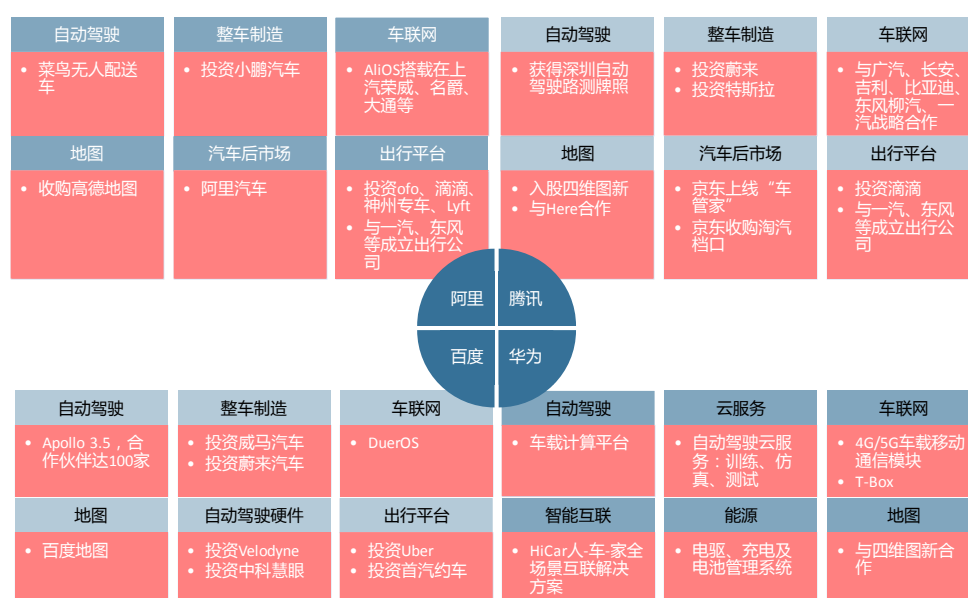 自动驾驶
• 菜鸟无人配送
车
整车制造
• 投资小鹏汽车
车联网
• AliOS搭载在上
汽荣威、名爵、
大通等
地图
• 收购高德地图
汽车后市场
• 阿里汽车
出行平台
• 投资ofo、滴滴、
神州专车、Lyft
• 与一汽、东风
等成立出行公
司
自动驾驶
• 获得深圳自动
驾驶路测牌照
整车制造
• 投资蔚来
• 投资特斯拉
车联网
• 与广汽、长安、
吉利、比亚迪、
东风柳汽、一
汽战略合作
地图
• 入股四维图新
• 与Here合作
汽车后市场
• 京东上线“车
管家”
• 京东收购淘汽
档口
出行平台
• 投资滴滴
• 与一汽、东风
等成立出行公
司
阿里
腾讯
百度
华为
自动驾驶
• Apollo 3.5，合
作伙伴达100家
整车制造
• 投资威马汽车
• 投资蔚来汽车
车联网
• DuerOS
地图
• 百度地图
自动驾驶硬件
• 投资Velodyne
• 投资中科慧眼
出行平台
• 投资Uber
• 投资首汽约车
自动驾驶
• 车载计算平台
云服务
• 自动驾驶云服
务：训练、仿
真、测试
车联网
• 4G/5G车载移动
通信模块
• T-Box
智能互联
• HiCar人-车-家全
场景互联解决
方案
能源
• 电驱、充电及
电池管理系统
地图
• 与四维图新合
作